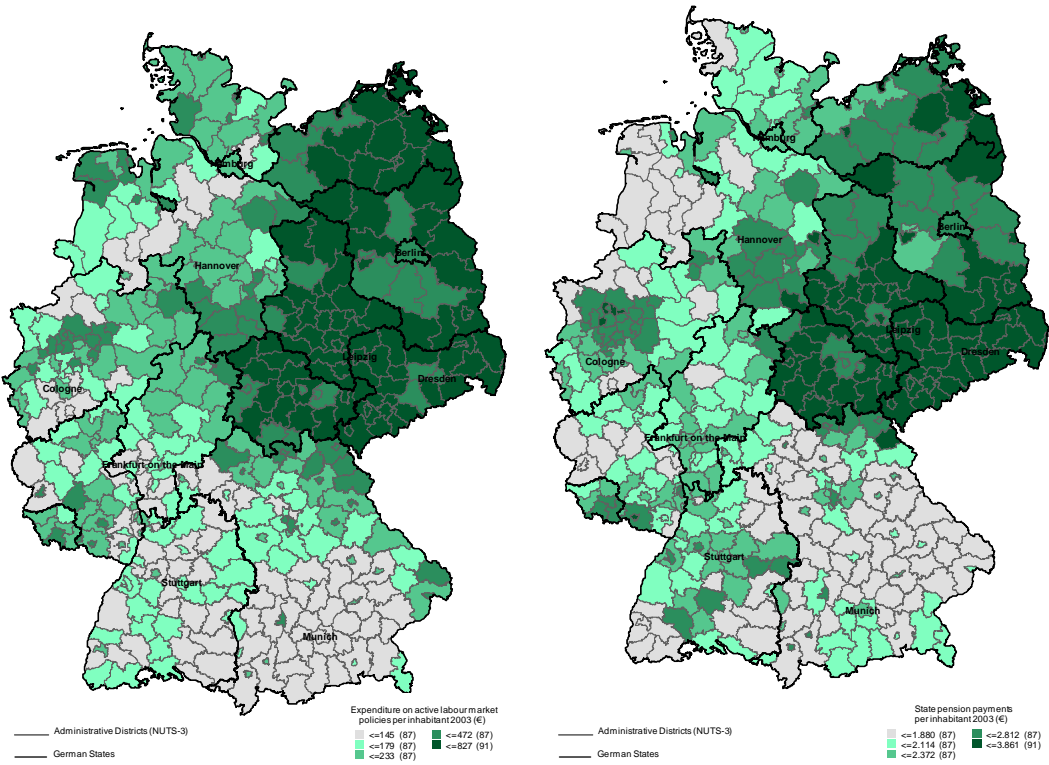 Hamburg
Berlin
Hannover
Leipzig
Dresden
Cologne
Frankfurt on the Main
Stuttgart
Munich
Administrative Districts (NUTS-3)
German States
Expenditure on active labour market
policies per inhabitant 2003 (€)
<=145 (87)
<=179 (87)
<=233 (87)
<=472 (87)
<=827 (91)
Hamburg
Berlin
Hannover
Leipzig
Dresden
Cologne
Frankfurt on the Main
Stuttgart
Munich
Administrative Districts (NUTS-3)
German States
State pension payments
per inhabitant 2003 (€)
<=1.880 (87)
<=2.114 (87)
<=2.372 (87)
<=2.812 (87)
<=3.861 (91)